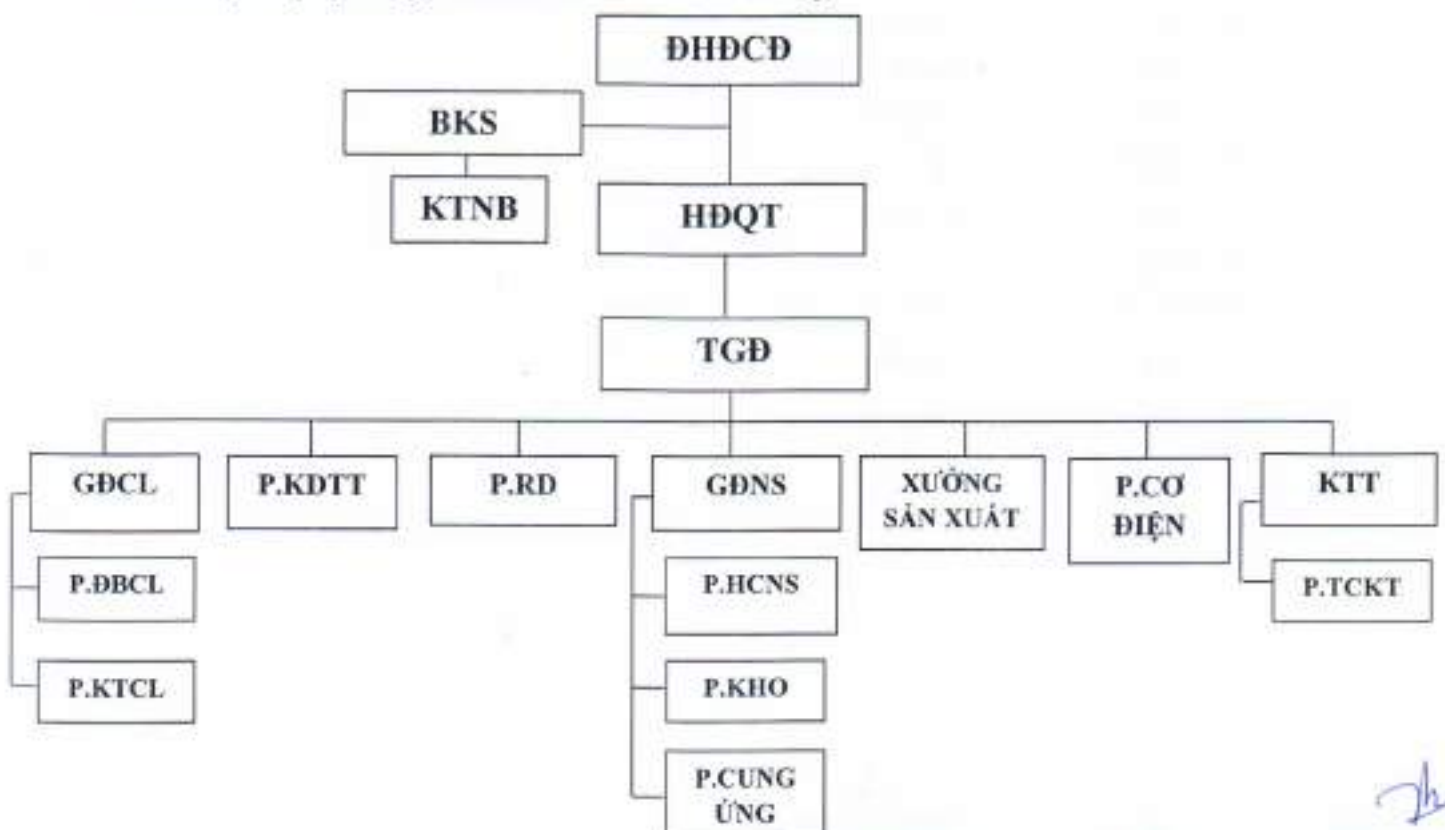 ĐHĐCĐ
BKS
KTNB
HĐQT
TGĐ
GĐCL
P.KDTT
P.RD
GĐNS
XƯỞNG
SẢN XUẤT
P.CƠ
ĐIỆN
KTT
P.ĐBCL
P.HCNS
P.TCKT
P.KTCL
P.KHO
P.CUNG
ỨNG